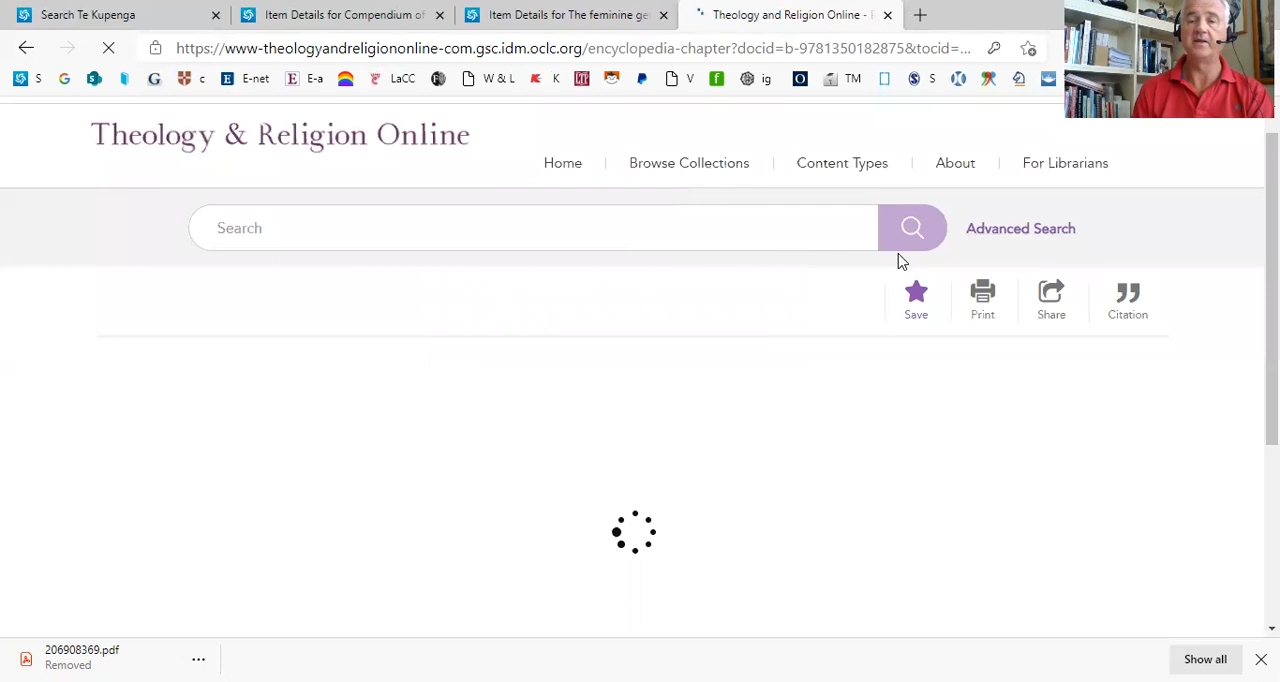 Search Te Kupenga
Item Details for Compendium of
Item Details for The feminine ge
Theology and Religion Online -
https://www-theologyandreligiononline-com.gscidm.oclc.org/encyclopedia-chapter?docid=b-9781350182875&tocid=...
S
G
S
G
c
E E-net
E E-a
LaCC
W & L
K K
V
f
ig
O
TM
S
Theology & Religion Online
Home
Browse Collections
Content Types
About
For Librarians
Search
Advanced Search
Save
Print
Share
Citation
206908369.pdf
Removed
Show all